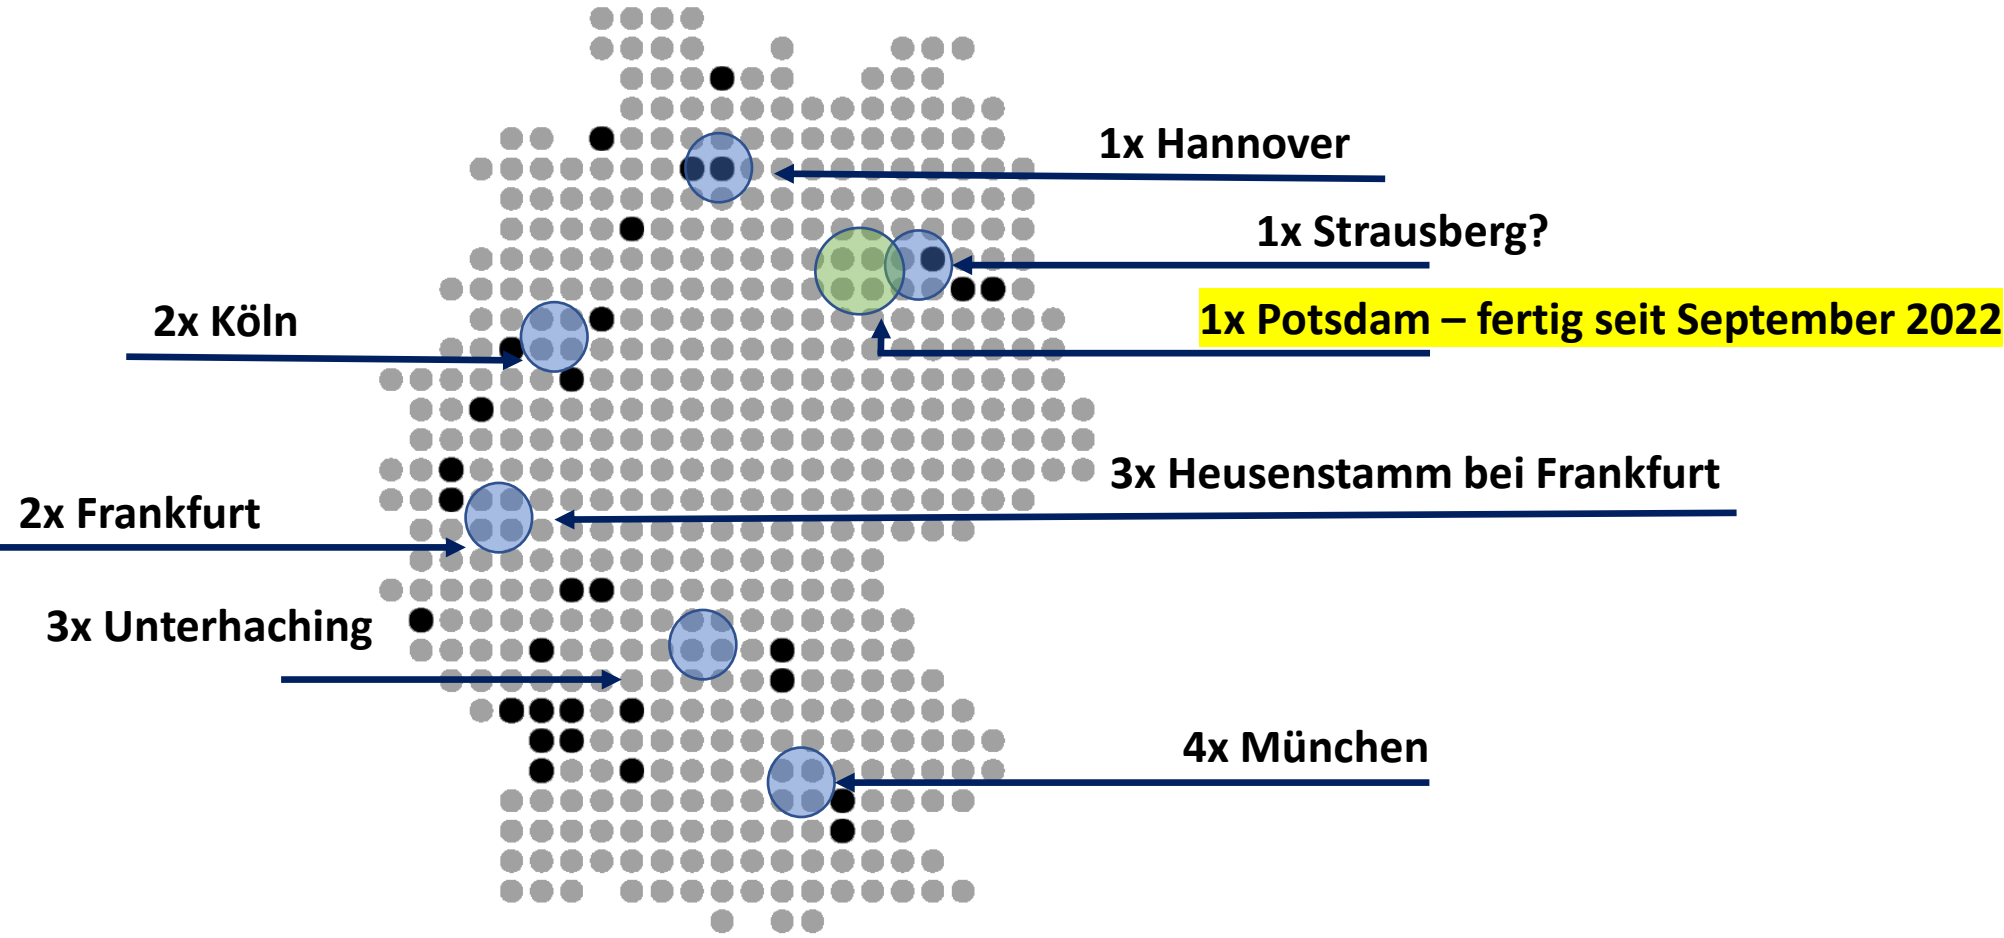 1x Hannover
1x Strausberg?
1x Potsdam – fertig seit September 2022
2x Köln
3x Heusenstamm bei Frankfurt
2x Frankfurt
3x Unterhaching
4x München